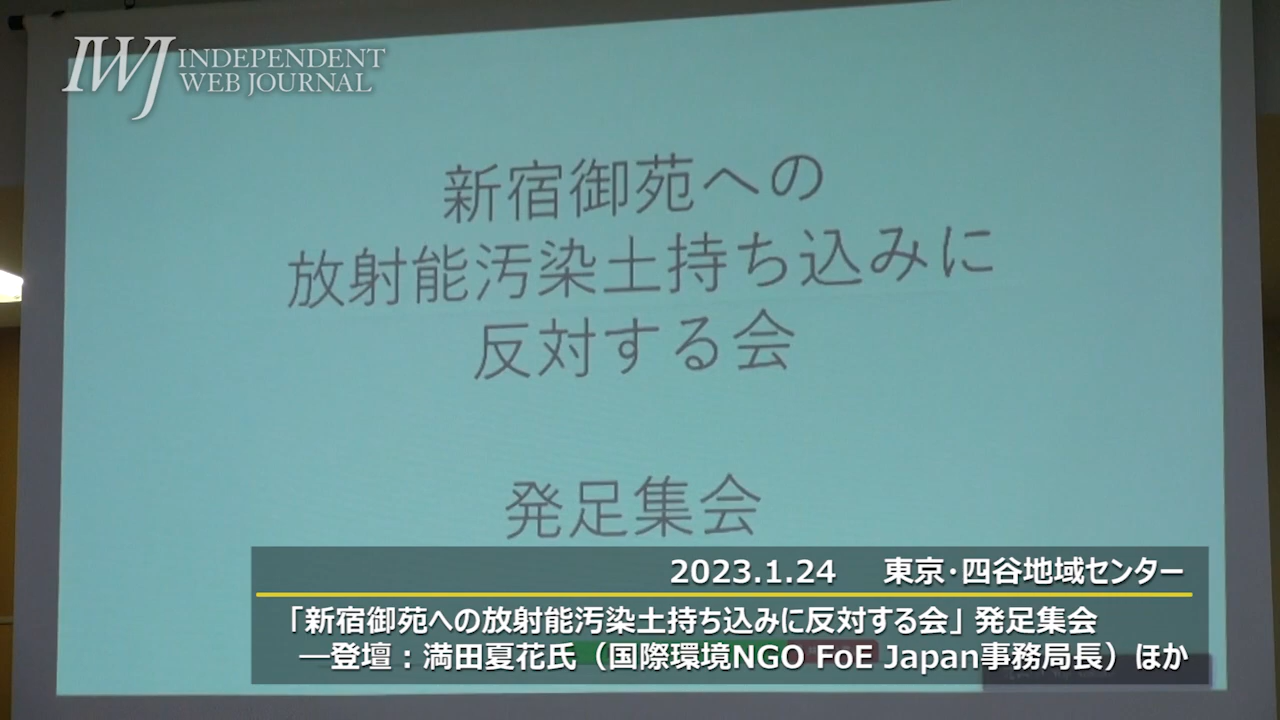 IWJ INDEPENDENT
WEB JOURNAL
新宿御苑への
放射能汚染土持ち込みに
反対する会
発足集会
2023.1.24 東京・四谷地域センター
「新宿御苑への放射能汚染土持ち込みに反対する会」発足集会
―登壇：満田夏花氏（国際環境NGO FoE Japan事務局長）ほか